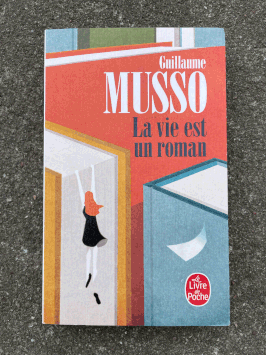 Guillaume
MUSSO
La vie est
un roman
Le
Livre
de
Poche